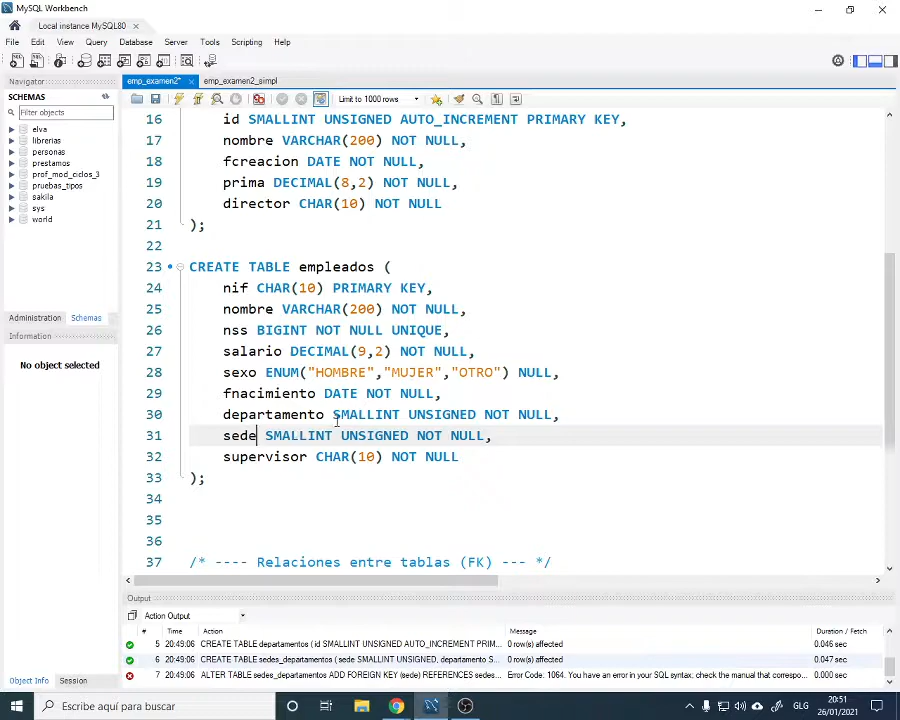 MySQL Workbench
Local instance MySQL80
File Edit View Query Database Server Tools Scripting Help
Navigator
emp_examen2*
emp_examen2_simpl
SCHEMAS
Limit to 1000 rows
Filter objects
elva
librerias
personas
prestamos
prof_mod_ciclos_3
pruebas_tipos
sakila
sys
world
Administration Schemas
Information
No object selected
16 id SMALLINT UNSIGNED AUTO_INCREMENT PRIMARY KEY,
17 nombre VARCHAR(200) NOT NULL,
18 fcreacion DATE NOT NULL,
19 prima DECIMAL(8,2) NOT NULL,
20 director CHAR(10) NOT NULL
21 );
22
23 CREATE TABLE empleados (
24 nif CHAR(10) PRIMARY KEY,
25 nombre VARCHAR(200) NOT NULL,
26 nss BIGINT NOT NULL UNIQUE,
27 salario DECIMAL(9,2) NOT NULL,
28 sexo ENUM("HOMBRE","MUJER","OTRO") NULL,
29 fnacimiento DATE NOT NULL,
30 departamento SMALLINT UNSIGNED NOT NULL,
31 sede SMALLINT UNSIGNED NOT NULL,
32 supervisor CHAR(10) NOT NULL
33 );
34
35
36
37 /* ---- Relaciones entre tablas (FK) --- */
Output
Action Output
# Time Action Message Duration / Fetch
5 20:49:06 CREATE TABLE departamentos ( id SMALLINT UNSIGNED AUTO_INCREMENT PRIM... 0 row(s) affected 0.046 sec
6 20:49:06 CREATE TABLE sedes_departamentos ( sede SMALLINT UNSIGNED, departamento S... 0 row(s) affected 0.047 sec
7 20:49:06 ALTER TABLE sedes_departamentos ADD FOREIGN KEY (sede) REFERENCES sedes... Error Code: 1064. You have an error in your SQL syntax; check the manual that correspo... 0.000 sec
Object Info Session
Escribe aquí para buscar
GLG
20:51
26/01/2021